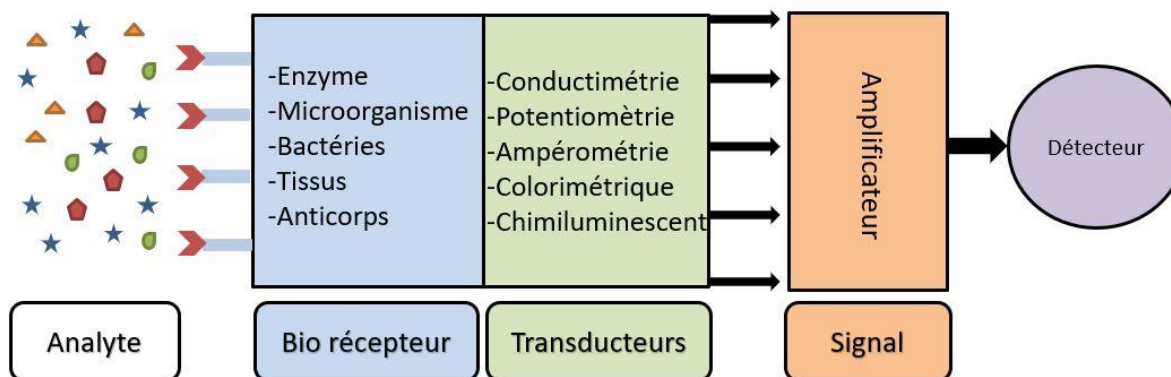 -Enzyme
-Microorganisme
-Bactéries
-Tissus
-Anticorps
-Conductimétrie
-Potentiomètrie
-Ampérométrie
-Colorimétrique
-Chimiluminescent
Amplificateur
Détecteur
Analyte
Bio récepteur
Transducteurs
Signal